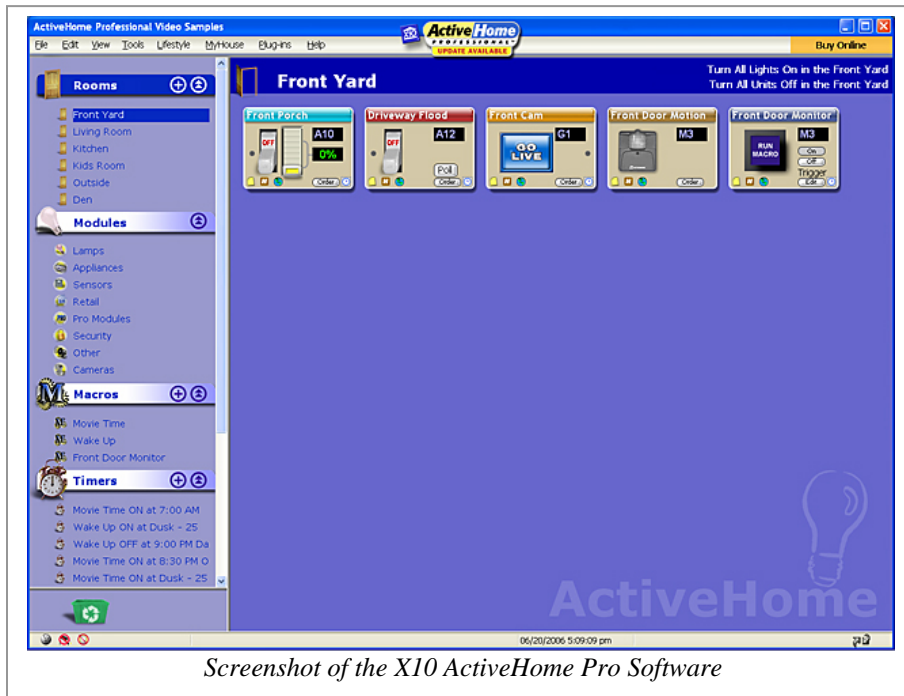 ActiveHome Professional Video Samples
File Edit View Tools Lifestyle MyHouse Plug-ins Help
ActiveHome
PROFESSIONAL
UPDATE AVAILABLE
Buy Online
Rooms
Front Yard
Living Room
Kitchen
Kids Room
Outside
Den
Modules
Lamps
Appliances
Sensors
Retail
Pro Modules
Security
Other
Cameras
Macros
Movie Time
Wake Up
Front Door Monitor
Timers
Movie Time ON at 7:00 AM
Wake Up ON at Dusk - 25
Wake Up OFF at 9:00 PM Da
Movie Time ON at 8:30 PM O
Movie Time ON at Dusk - 25
Front Yard
Turn All Lights On in the Front Yard
Turn All Units Off in the Front Yard
Front Porch
OFF
A10
0%
Order
Driveway Flood
OFF
A12
Poll
Order
Front Cam
GO LIVE
G1
Order
Front Door Motion
M3
Order
Front Door Monitor
RUN MACRO
M3
On
Off
Trigger
Edit
ActiveHome
06/20/2006 5:09:09 pm
Screenshot of the X10 ActiveHome Pro Software